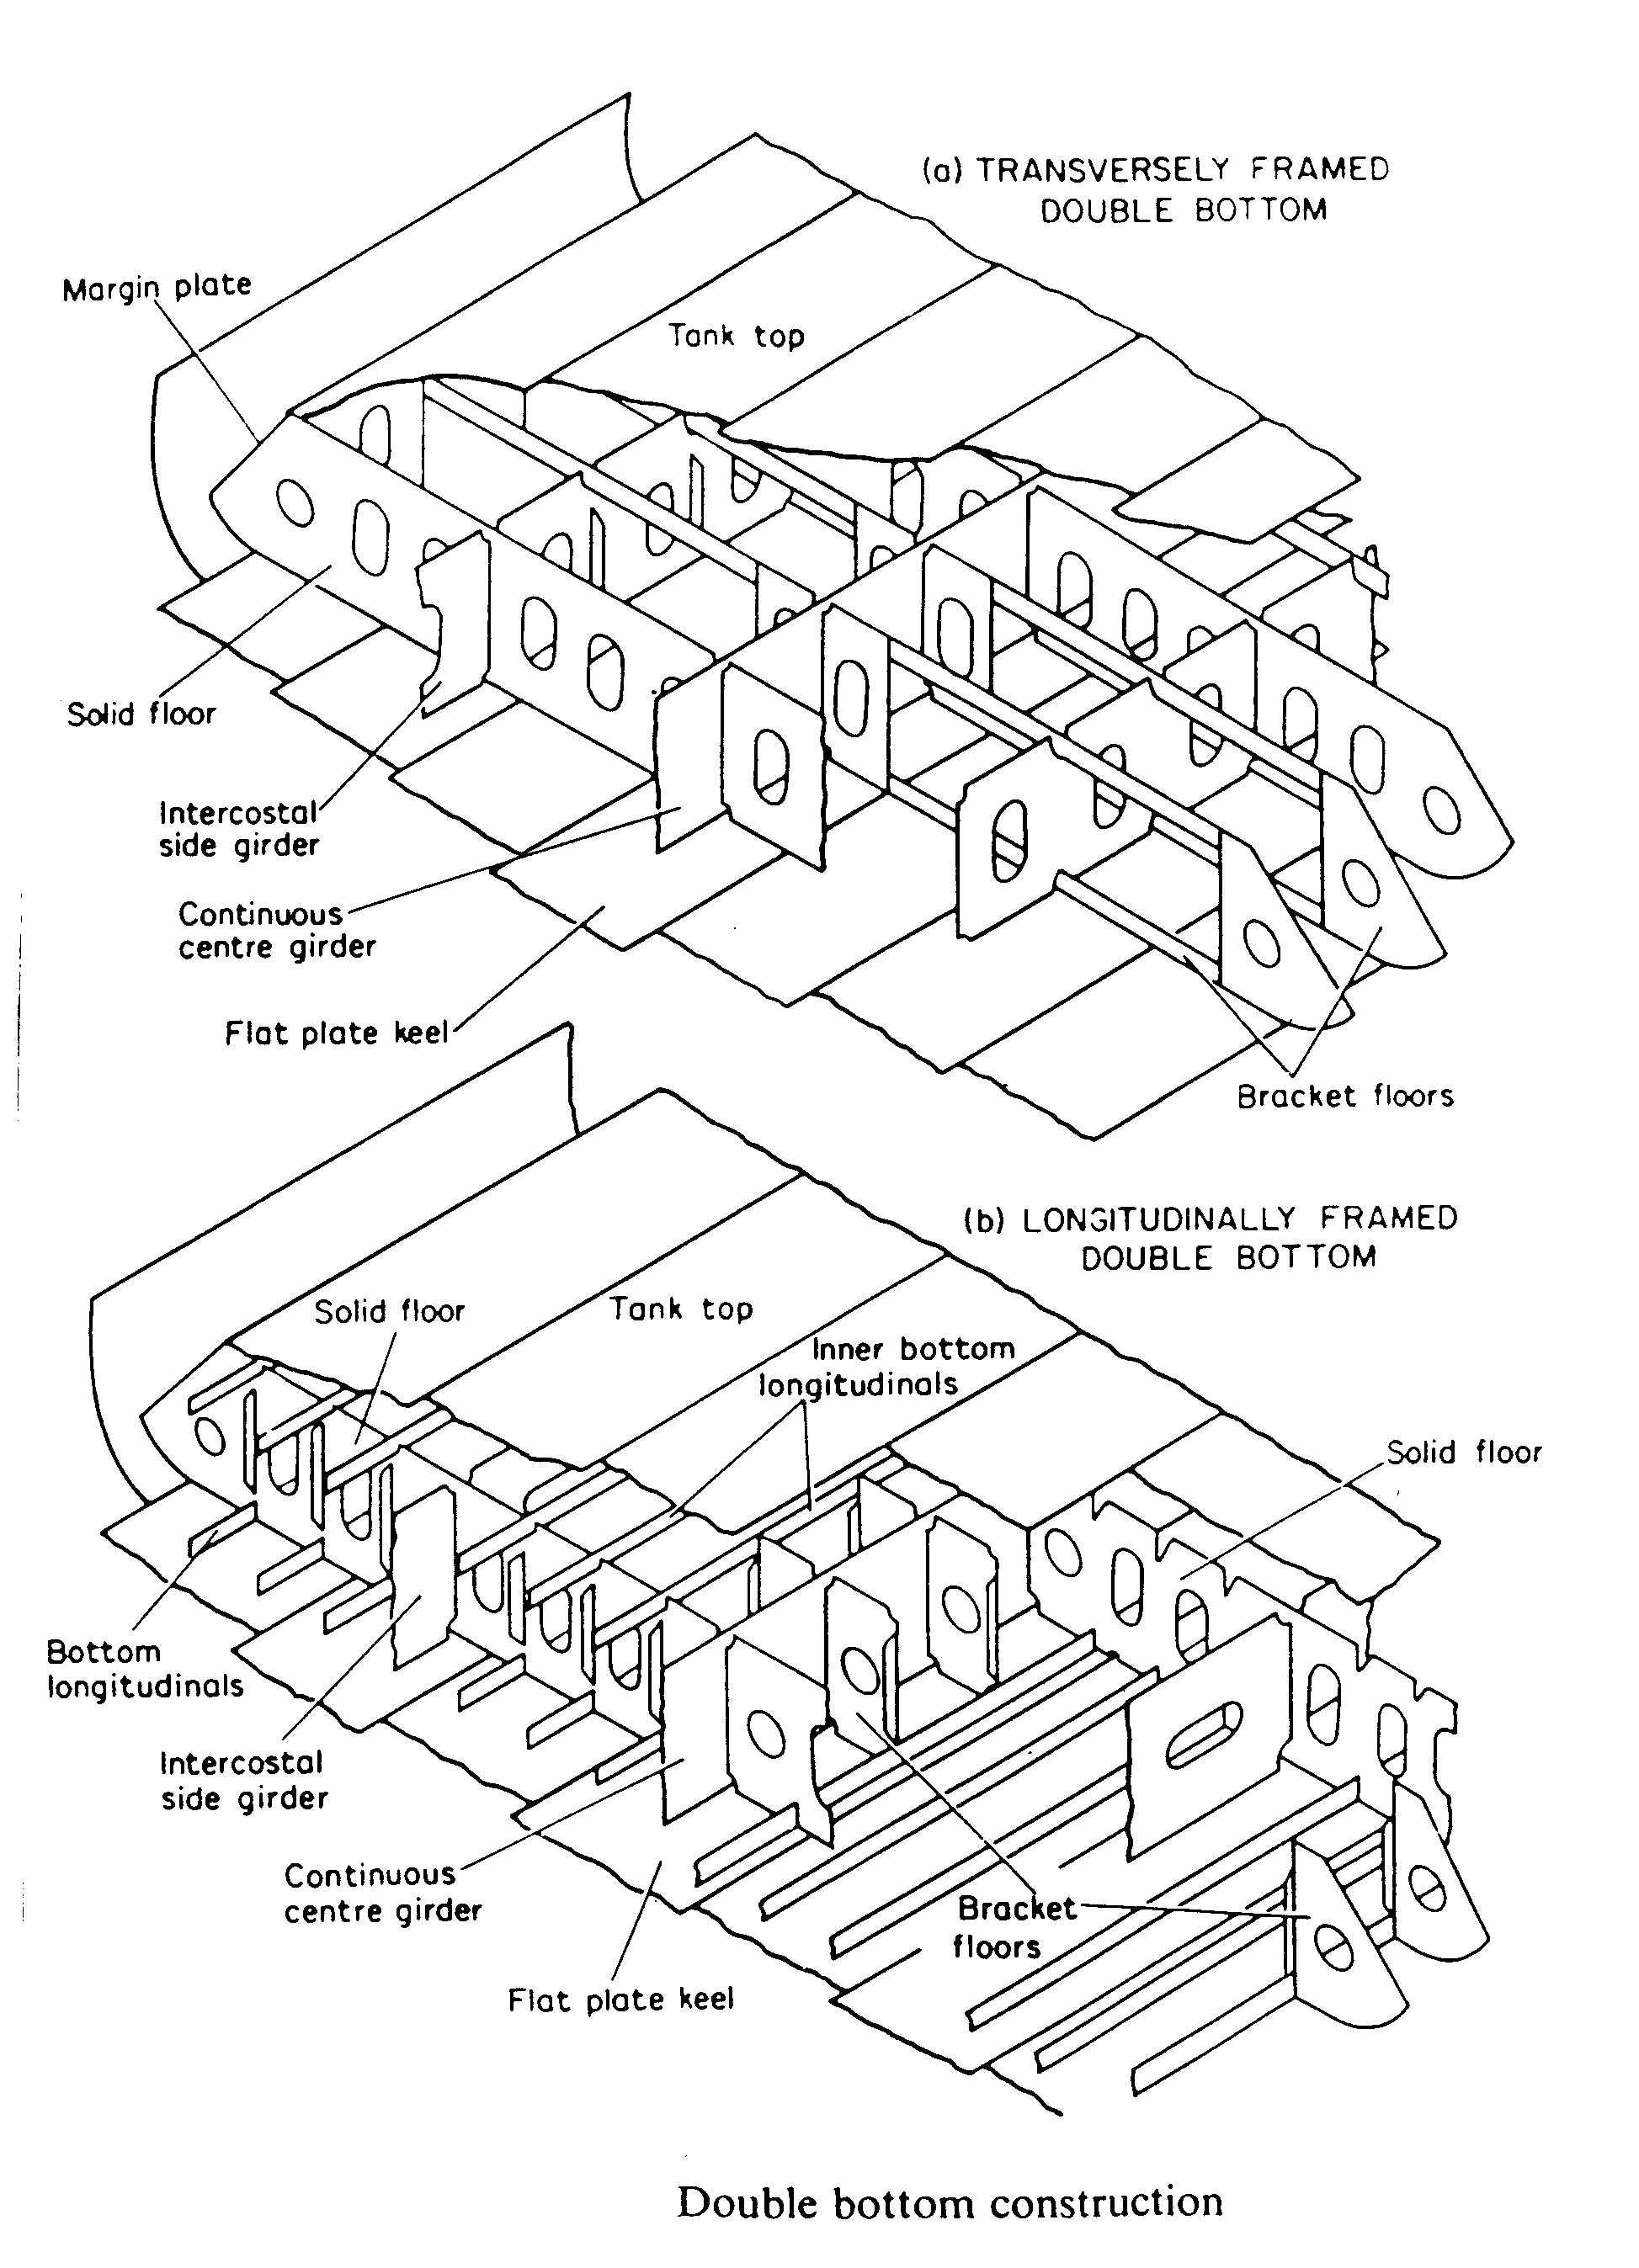 (a) TRANSVERSELY FRAMED
DOUBLE BOTTOM
Margin plate
Tank top
Solid floor
Intercostal
side girder
Continuous
centre girder
Flat plate keel
Bracket floors
(b) LONGITUDINALLY FRAMED
DOUBLE BOTTOM
Solid floor
Tank top
Inner bottom
longitudinals
Solid floor
Bottom
longitudinals
Intercostal
side girder
Continuous
centre girder
Bracket
floors
Flat plate keel
Double bottom construction